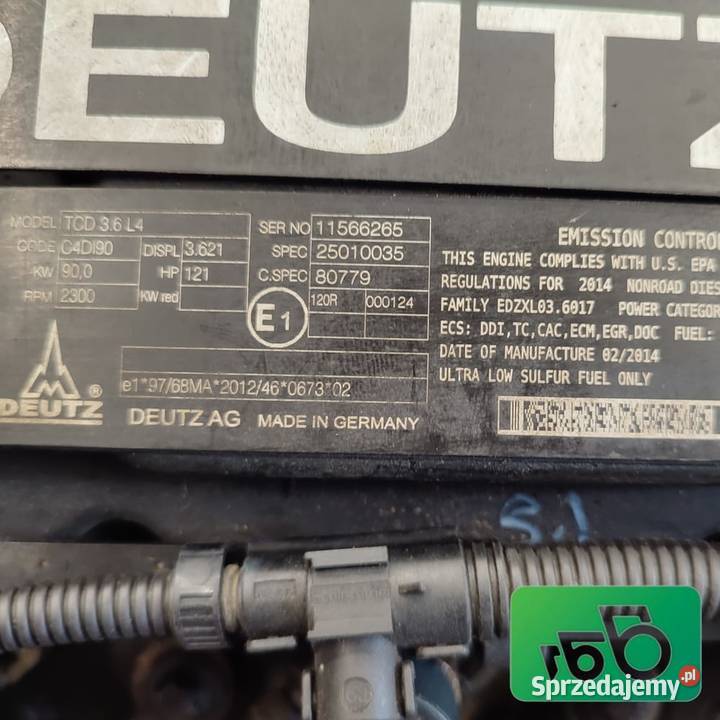 DEUTZ
MODEL TCD 3.6 L4
CODE C4DI90 DISPL 3.621
KW 90,0 HP 121
RPM 2300 KW red
SER NO 11566265
SPEC 25010035
C.SPEC 80779
E1 120R 000124
e1*97/68MA*2012/46*0673*02
DEUTZ ® DEUTZ AG MADE IN GERMANY
EMISSION CONTRO
THIS ENGINE COMPLIES WITH U.S. EPA
REGULATIONS FOR 2014 NONROAD DIES
FAMILY EDZXL03.6017 POWER CATEGOR
ECS: DDI,TC,CAC,ECM,EGR,DOC FUEL:
DATE OF MANUFACTURE 02/2014
ULTRA LOW SULFUR FUEL ONLY
Sprzedajemy.pl